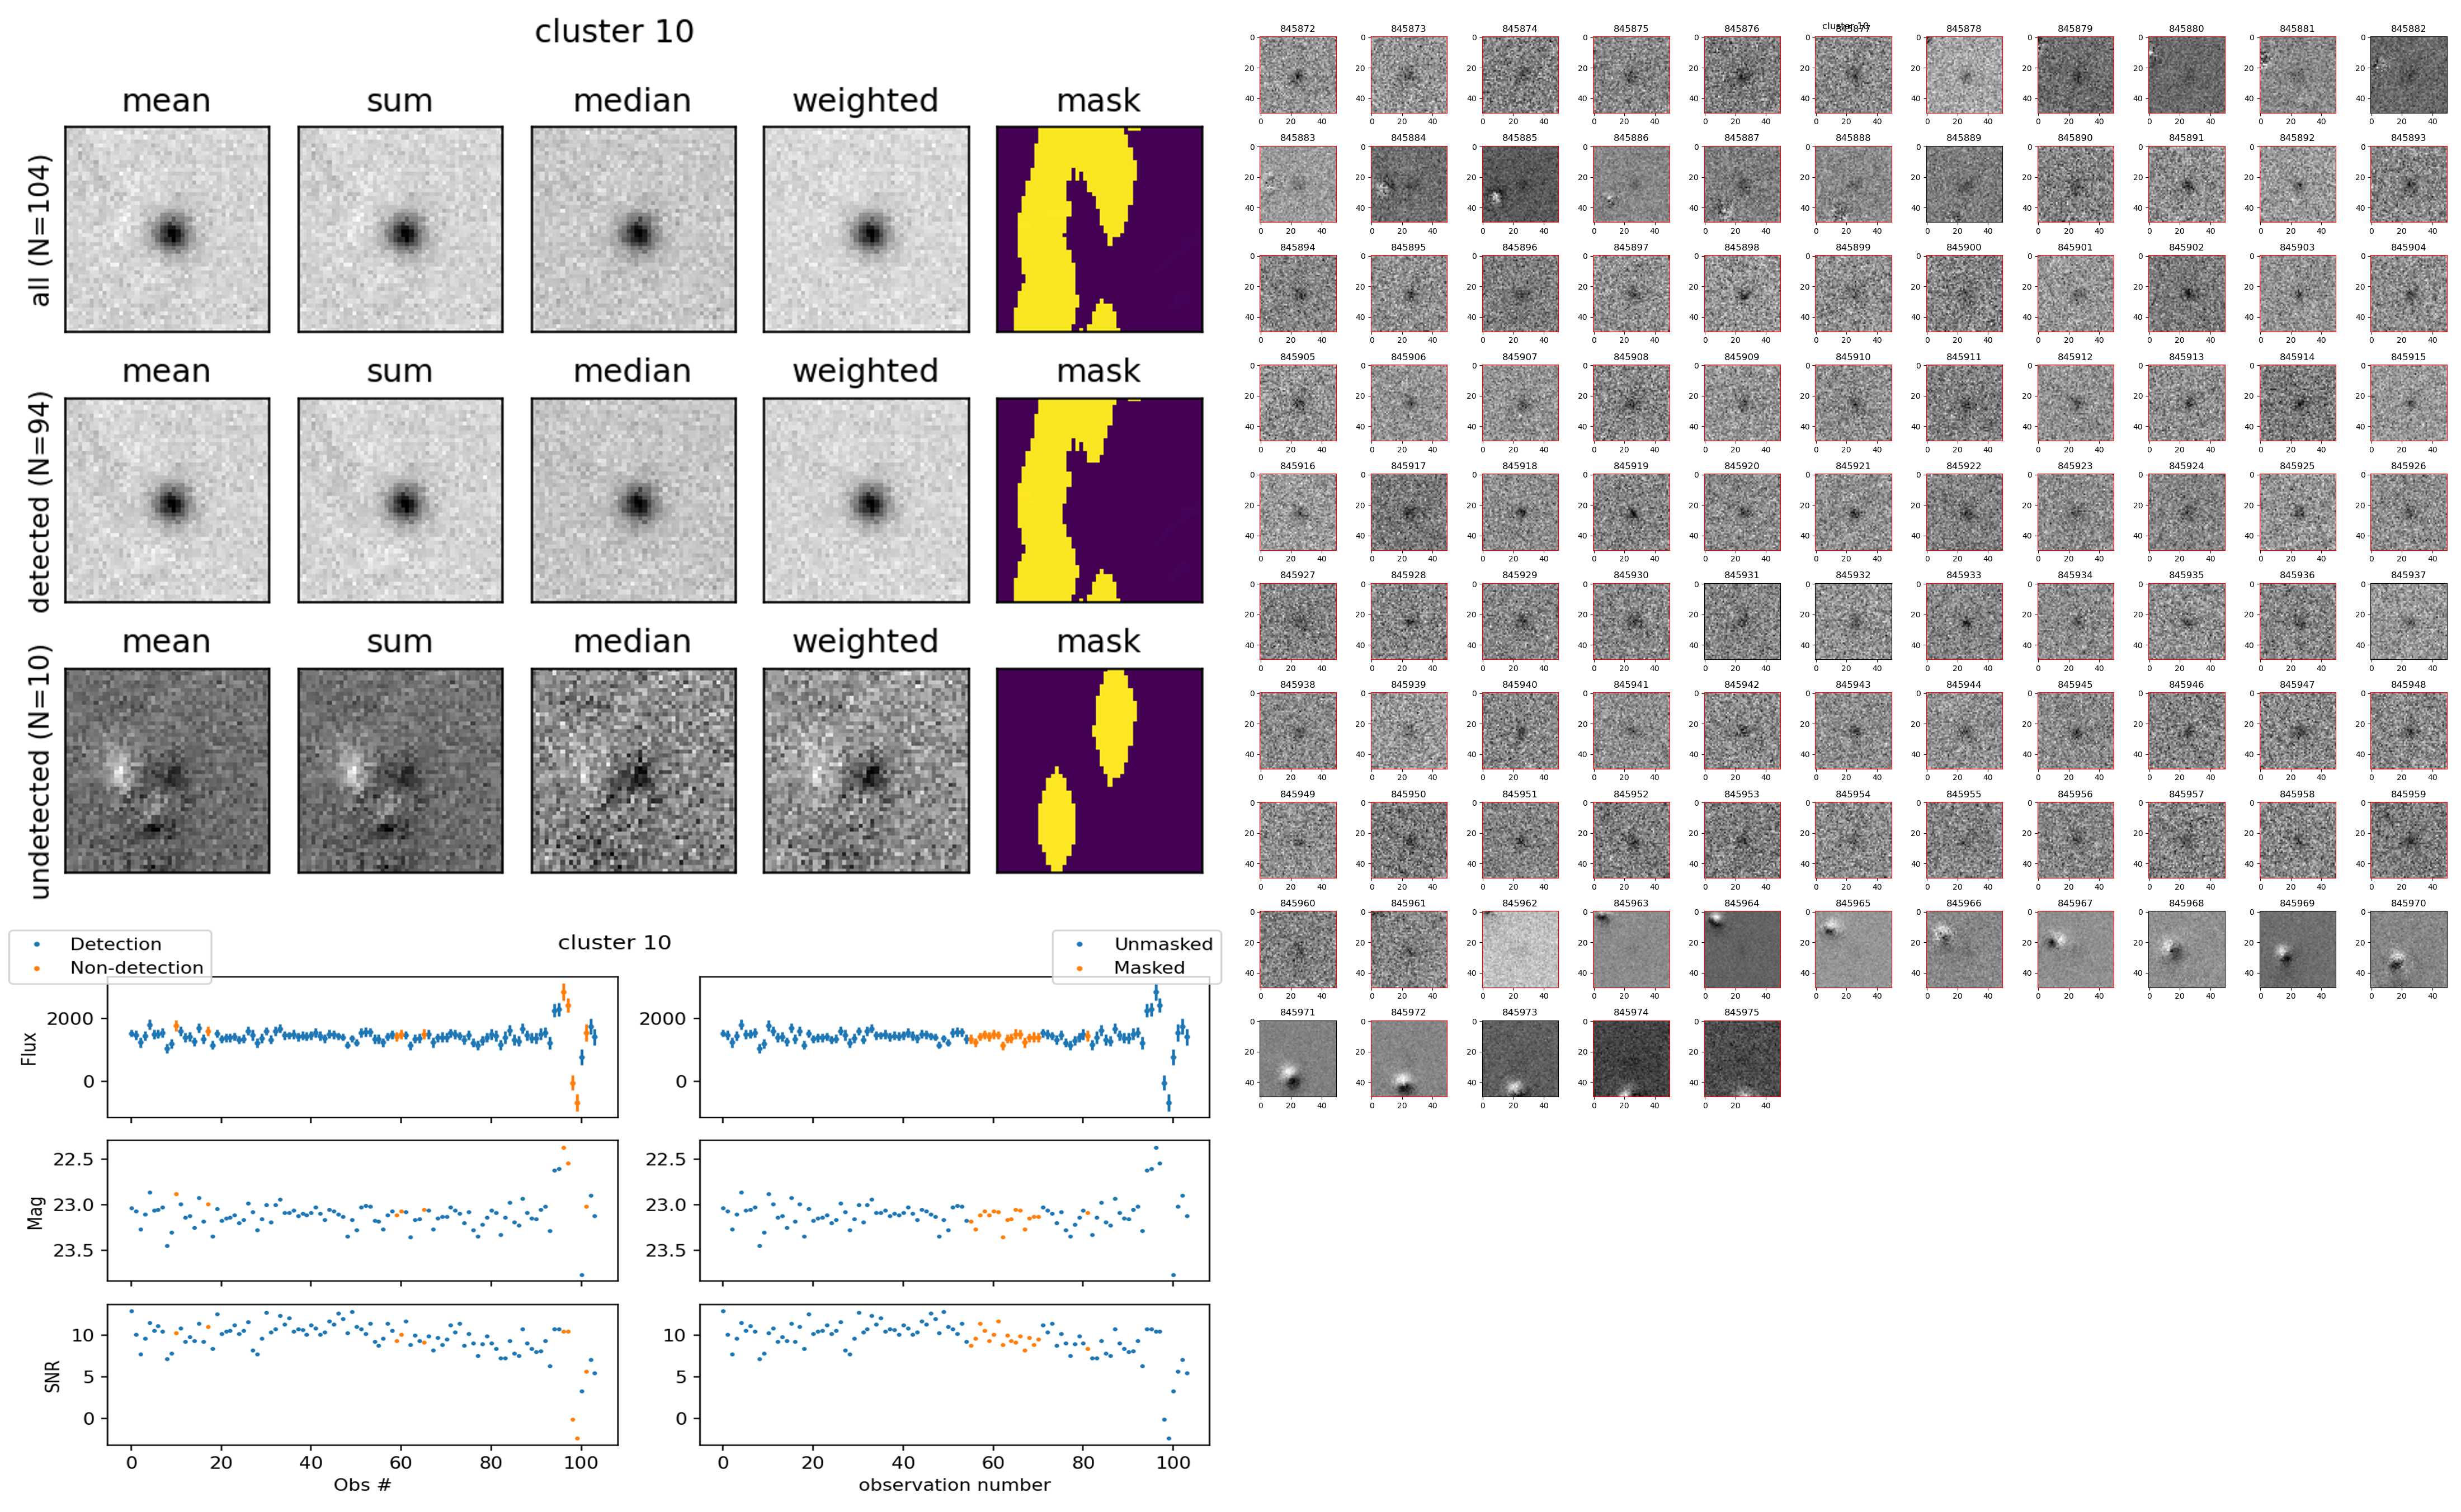 cluster 10
mean sum median weighted mask
all (N=104)
mean sum median weighted mask
detected (N=94)
mean sum median weighted mask
undetected (N=10)
Detection
Non-detection
cluster 10
Unmasked
Masked
Flux
2000
0
2000
0
Mag
22.5
23.0
23.5
22.5
23.0
23.5
SNR
10
5
0
10
5
0
0 20 40 60 80 100
Obs #
0 20 40 60 80 100
observation number
cluster 10
845872 845873 845874 845875 845876 845877 845878 845879 845880 845881 845882
0 20 40
0 20 40
845883 845884 845885 845886 845887 845888 845889 845890 845891 845892 845893
845894 845895 845896 845897 845898 845899 845900 845901 845902 845903 845904
845905 845906 845907 845908 845909 845910 845911 845912 845913 845914 845915
845916 845917 845918 845919 845920 845921 845922 845923 845924 845925 845926
845927 845928 845929 845930 845931 845932 845933 845934 845935 845936 845937
845938 845939 845940 845941 845942 845943 845944 845945 845946 845947 845948
845949 845950 845951 845952 845953 845954 845955 845956 845957 845958 845959
845960 845961 845962 845963 845964 845965 845966 845967 845968 845969 845970
845971 845972 845973 845974 845975